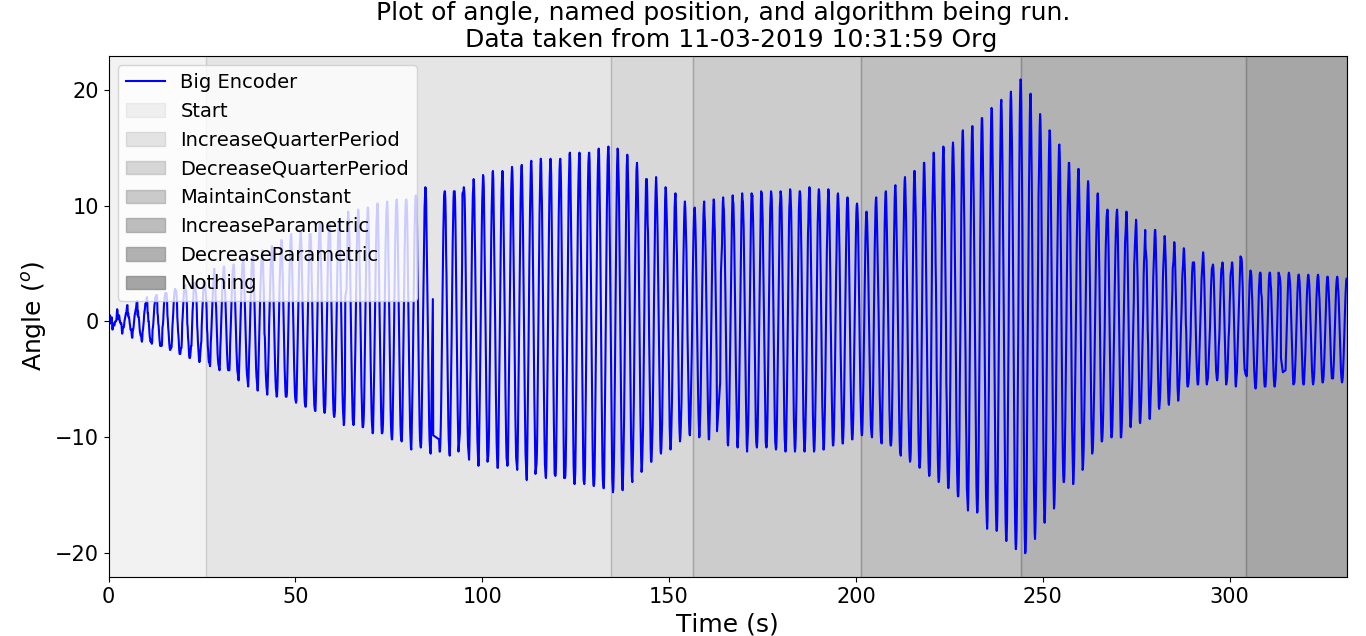 Plot of angle, named position, and algorithm being run.
Data taken from 11-03-2019 10:31:59 Org
Big Encoder
Start
IncreaseQuarterPeriod
DecreaseQuarterPeriod
MaintainConstant
IncreaseParametric
DecreaseParametric
Nothing
20
10
0
−10
−20
Angle (°)
0 50 100 150 200 250 300
Time (s)